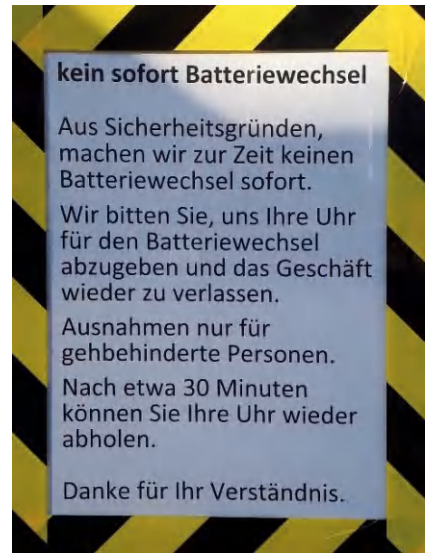 kein sofort Batteriewechsel
Aus Sicherheitsgründen,
machen wir zur Zeit keinen
Batteriewechsel sofort.
Wir bitten Sie, uns Ihre Uhr
für den Batteriewechsel
abzugeben und das Geschäft
wieder zu verlassen.
Ausnahmen nur für
gehbehinderte Personen.
Nach etwa 30 Minuten
können Sie Ihre Uhr wieder
abholen.
Danke für Ihr Verständnis.